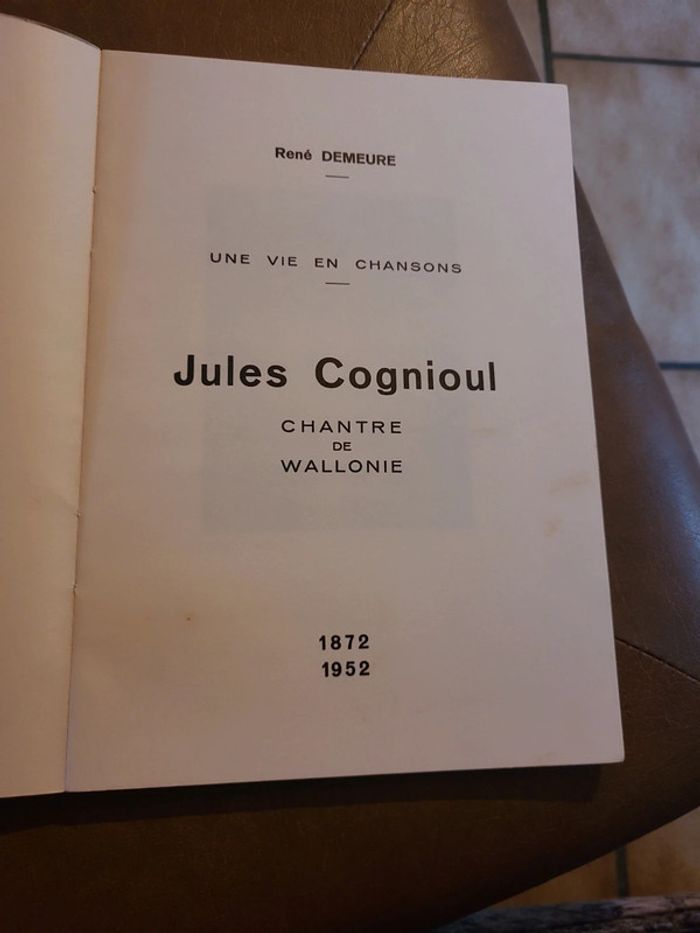 René DEMEURE
UNE VIE EN CHANSONS
Jules Cognioul
CHANTRE
DE
WALLONIE
1872
1952